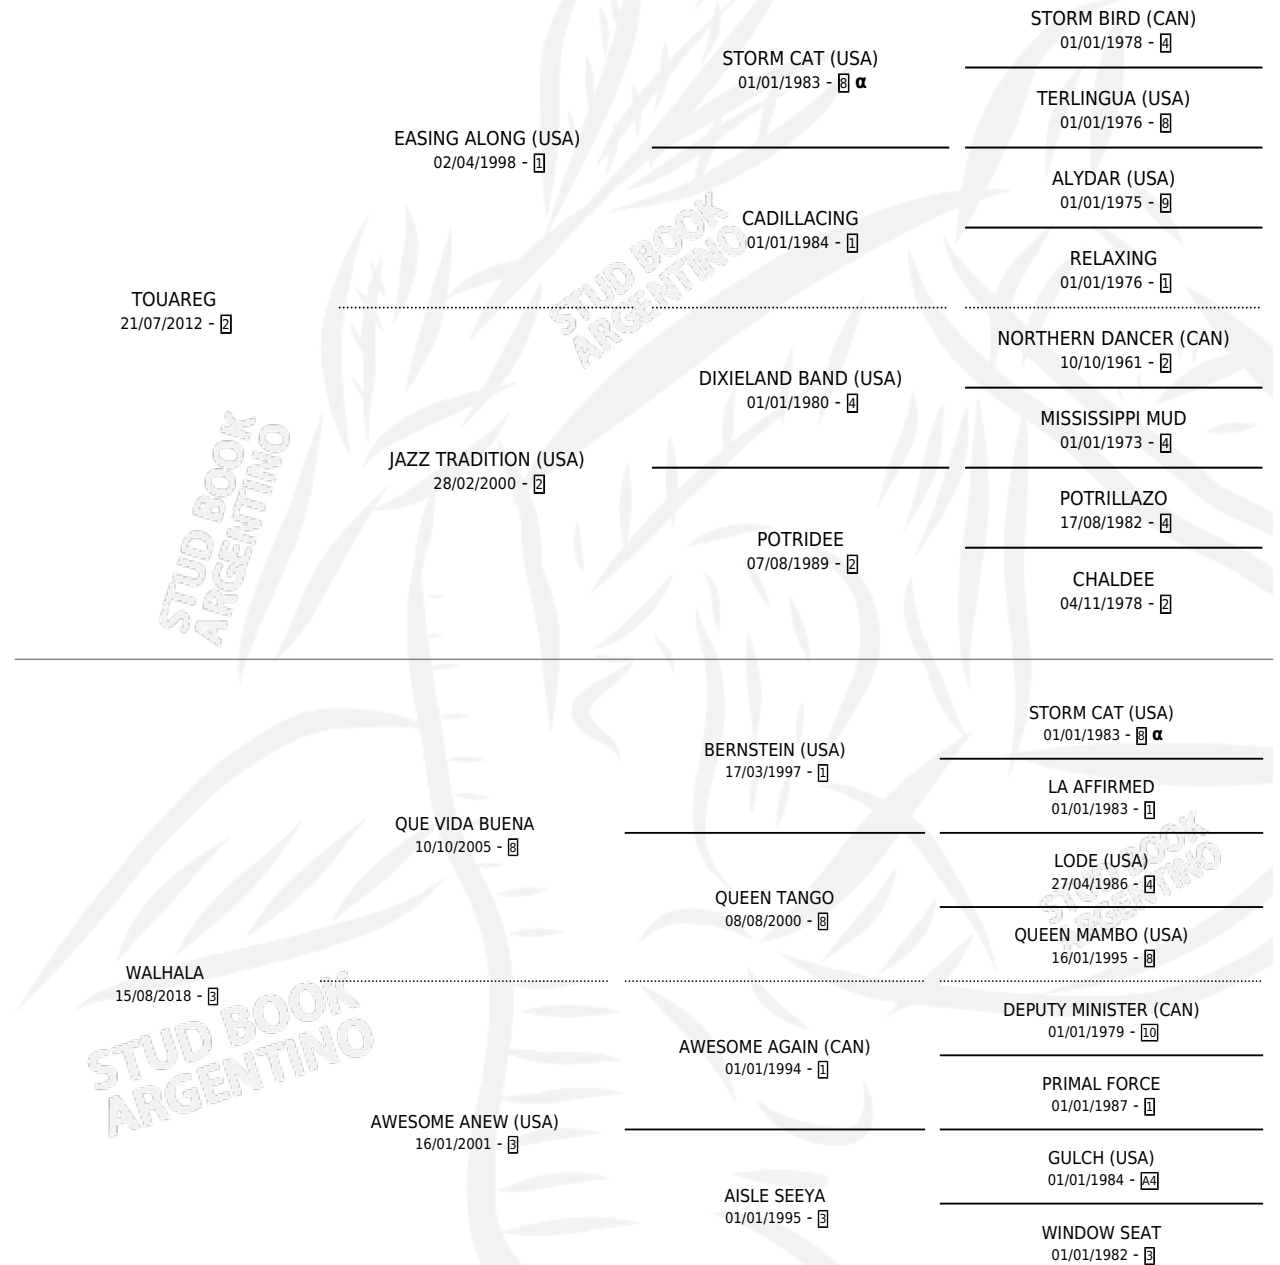 STORM BIRD (CAN)
01/01/1978 - 4
STORM CAT (USA)
01/01/1983 - 8 α
TERLINGUA (USA)
01/01/1976 - 8
EASING ALONG (USA)
02/04/1998 - 1
ALYDAR (USA)
01/01/1975 - 9
CADILLACING
01/01/1984 - 1
RELAXING
01/01/1976 - 1
TOUAREG
21/07/2012 - 2
NORTHERN DANCER (CAN)
10/10/1961 - 2
DIXIELAND BAND (USA)
01/01/1980 - 4
MISSISSIPPI MUD
01/01/1973 - 4
JAZZ TRADITION (USA)
28/02/2000 - 2
POTRILLAZO
17/08/1982 - 4
POTRIDEE
07/08/1989 - 2
CHALDEE
04/11/1978 - 2
STORM CAT (USA)
01/01/1983 - 8 α
BERNSTEIN (USA)
17/03/1997 - 1
LA AFFIRMED
01/01/1983 - 1
QUE VIDA BUENA
10/10/2005 - 8
LODE (USA)
27/04/1986 - 4
QUEEN TANGO
08/08/2000 - 8
QUEEN MAMBO (USA)
16/01/1995 - 8
WALHALA
15/08/2018 - 3
DEPUTY MINISTER (CAN)
01/01/1979 - 10
AWESOME AGAIN (CAN)
01/01/1994 - 1
PRIMAL FORCE
01/01/1987 - 1
AWESOME ANEW (USA)
16/01/2001 - 3
GULCH (USA)
01/01/1984 - A4
AISLE SEEYA
01/01/1995 - 3
WINDOW SEAT
01/01/1982 - 3
STUD BOOK
ARGENTINO
STUD BOOK
ARGENTINO
STUD BOOK
ARGENTINO
STUD BOOK
ARGENTINO